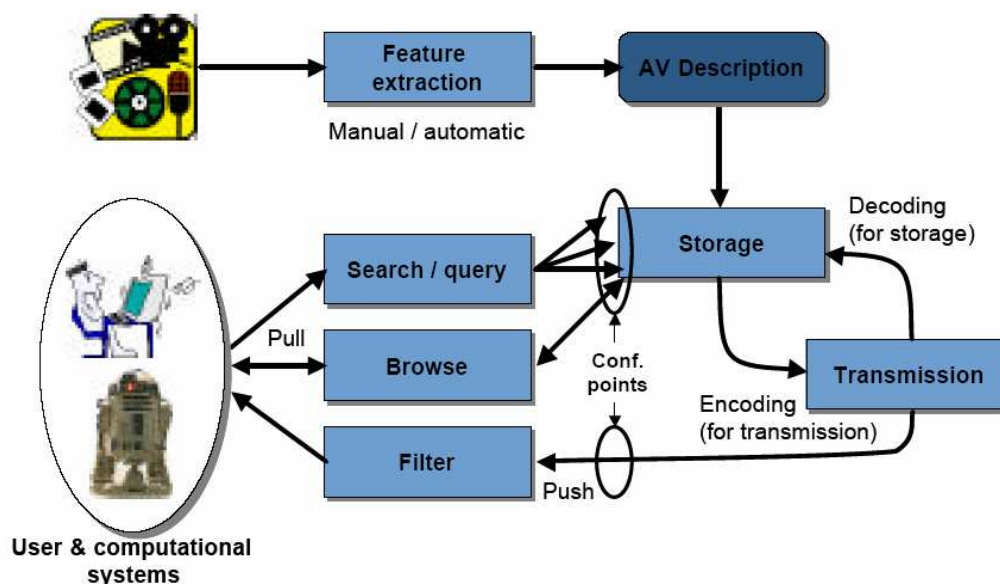 Feature
extraction
AV Description
Manual / automatic
Decoding
(for storage)
Storage
Search / query
Pull
Browse
Conf.
points
Transmission
Encoding
(for transmission)
Filter
Push
User & computational
systems